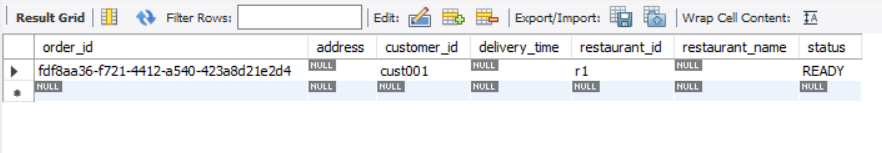 Result Grid Filter Rows: Edit: Export/Import: Wrap Cell Content:
order_id address customer_id delivery_time restaurant_id restaurant_name status
fdf8aa36-f721-4412-a540-423a8d21e2d4 NULL cust001 NULL r1 NULL READY
NULL NULL NULL NULL NULL NULL NULL